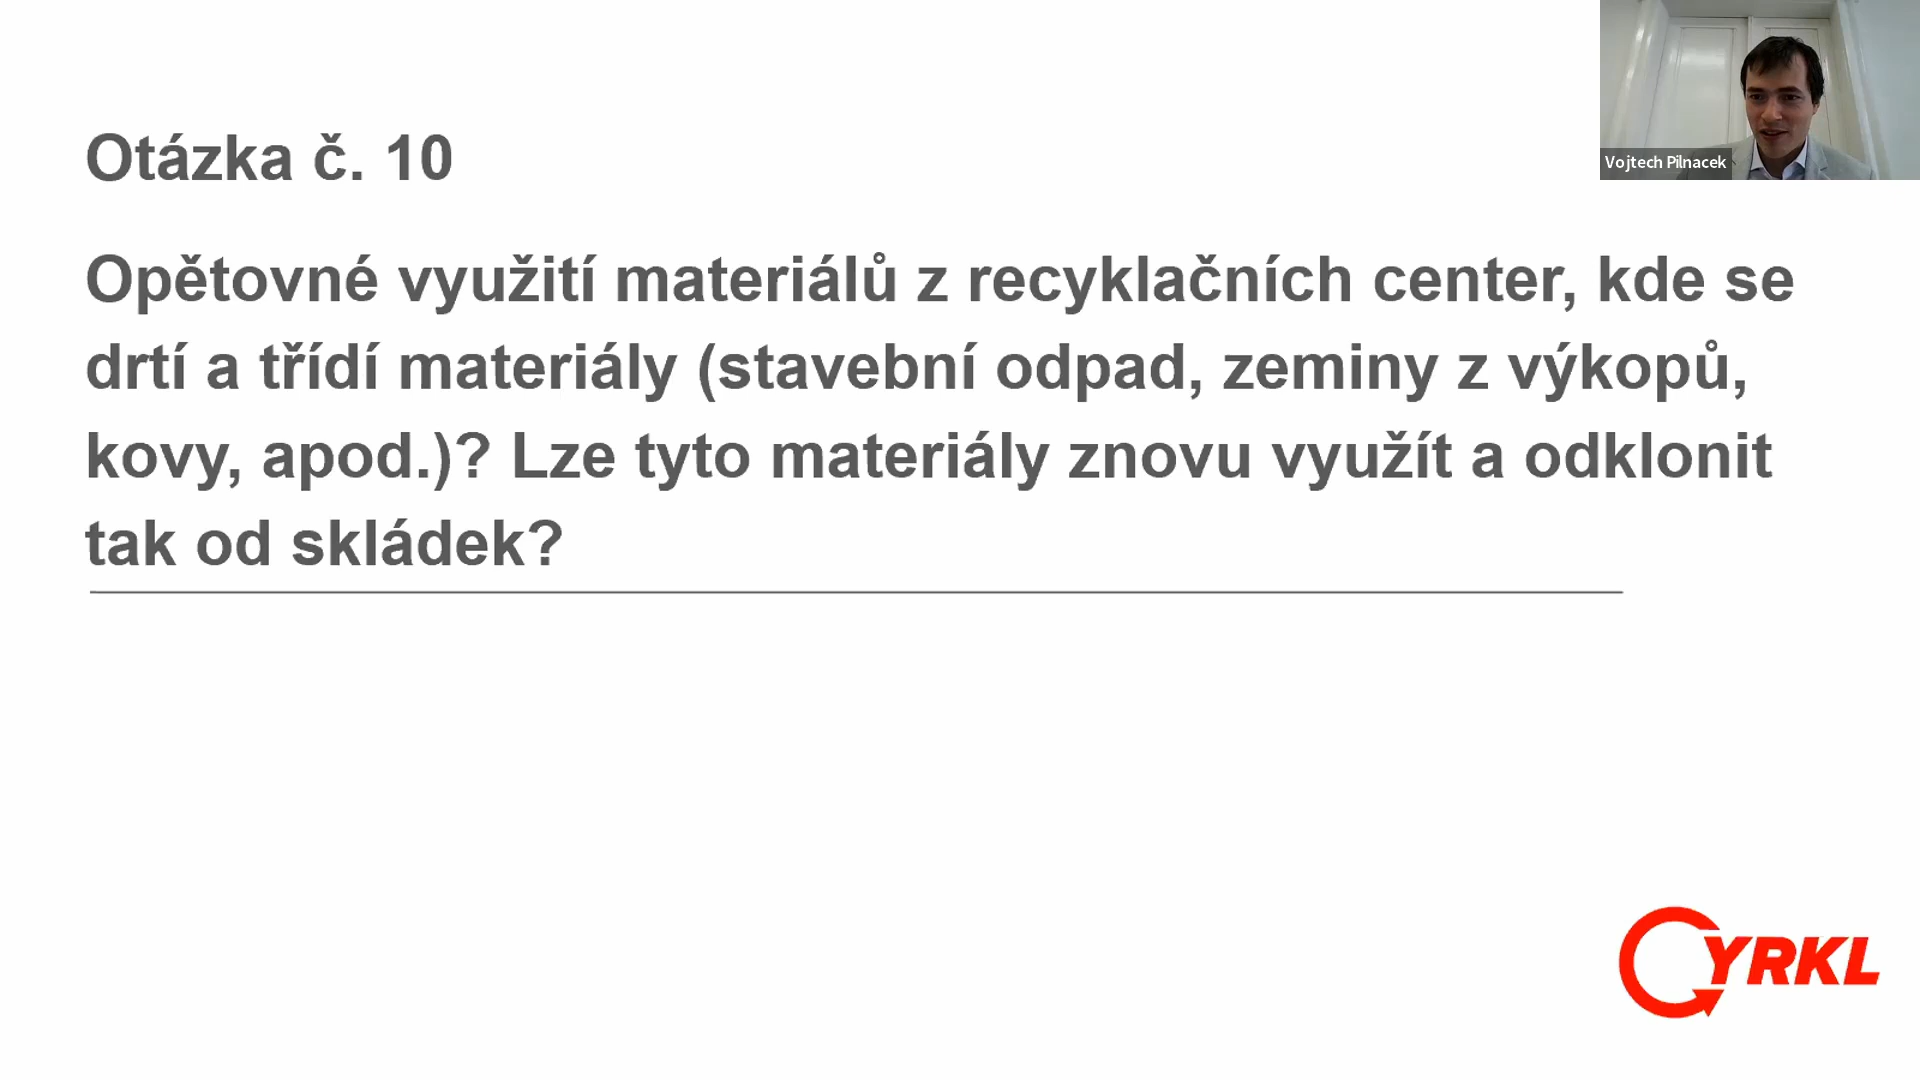 Otázka č. 10
Opětovné využití materiálů z recyklačních center, kde se
drtí a třídí materiály (stavební odpad, zeminy z výkopů,
kovy, apod.)? Lze tyto materiály znovu využít a odklonit
tak od skládek?
Vojtech Pilnacek
CYRKL